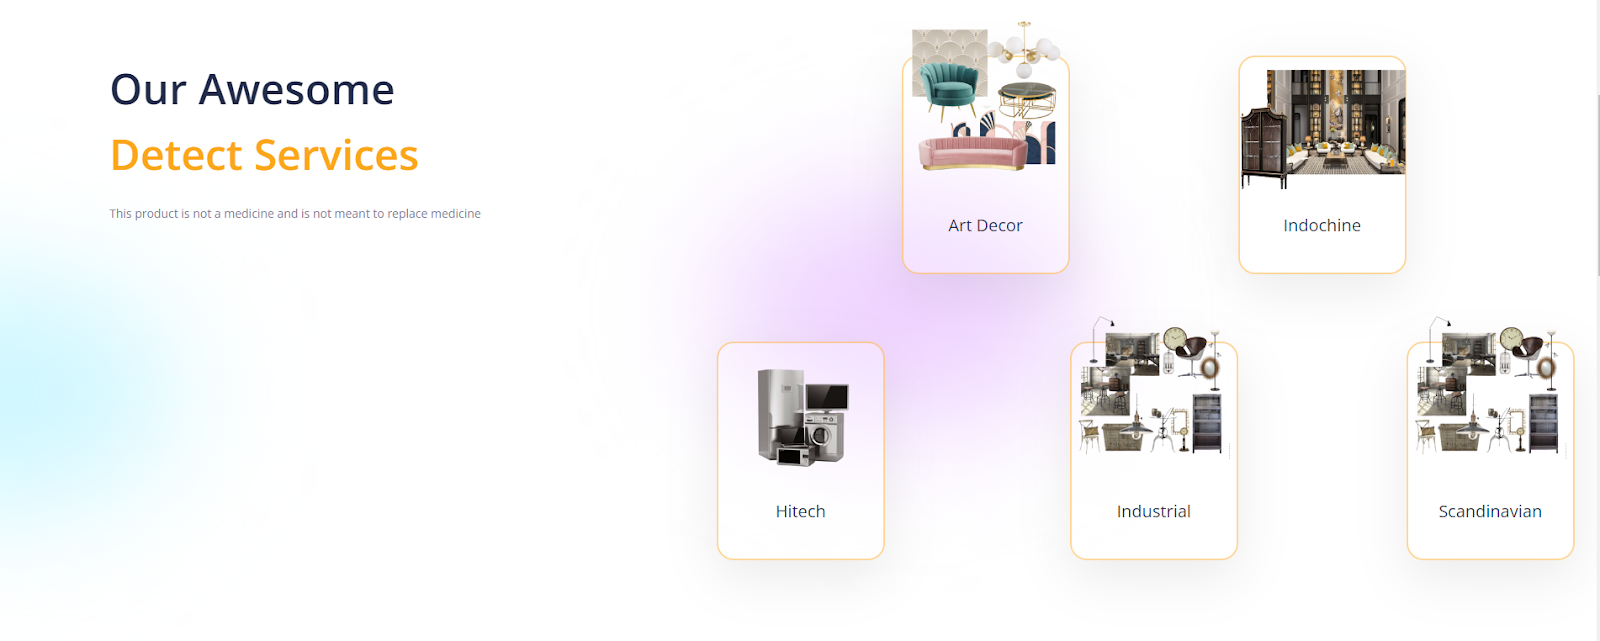 Our Awesome
Detect Services
This product is not a medicine and is not meant to replace medicine
Art Decor
Indochine
Hitech
Industrial
Scandinavian